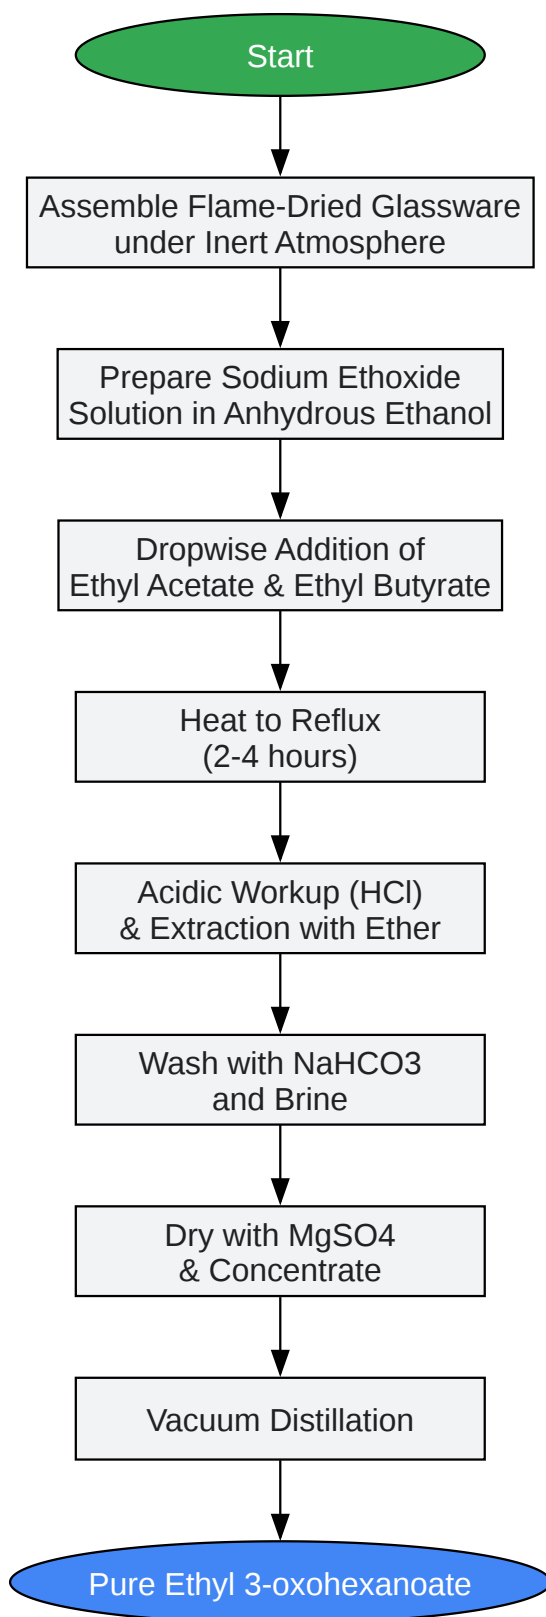 Start
Assemble Flame-Dried Glassware
under Inert Atmosphere
Prepare Sodium Ethoxide
Solution in Anhydrous Ethanol
Dropwise Addition of
Ethyl Acetate & Ethyl Butyrate
Heat to Reflux
(2-4 hours)
Acidic Workup (HCl)
& Extraction with Ether
Wash with NaHCO3
and Brine
Dry with MgSO4
& Concentrate
Vacuum Distillation
Pure Ethyl 3-oxohexanoate